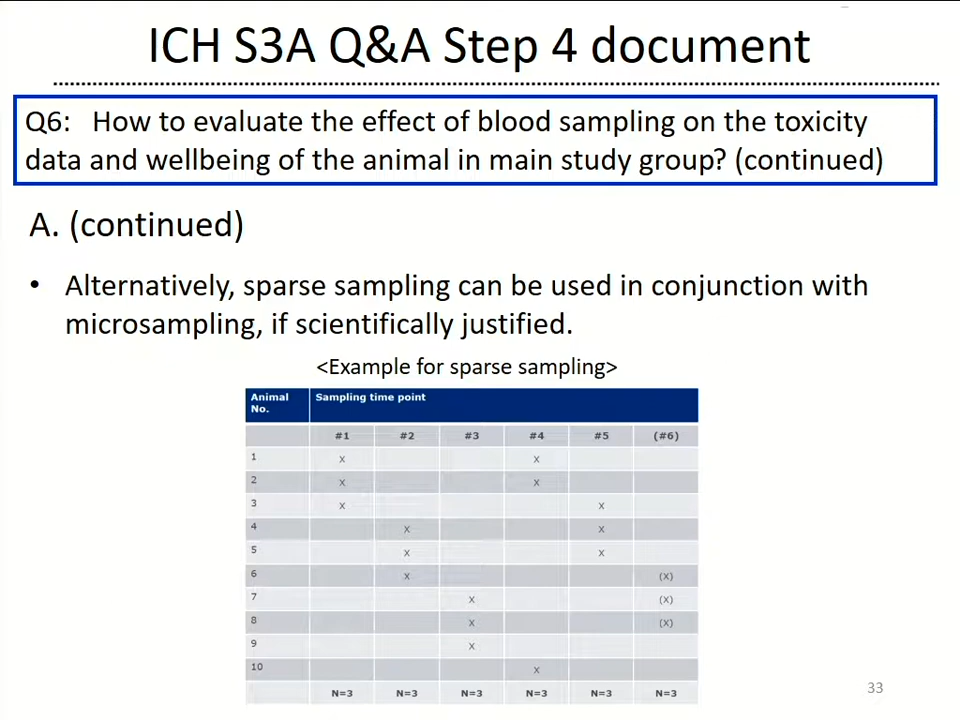 ICH S3A Q&A Step 4 document
Q6: How to evaluate the effect of blood sampling on the toxicity
data and wellbeing of the animal in main study group? (continued)
A. (continued)
• Alternatively, sparse sampling can be used in conjunction with
microsampling, if scientifically justified.
<Example for sparse sampling>
Animal No. Sampling time point
#1 #2 #3 #4 #5 (#6)
1 x x
2 x x
3 x x
4 x x
5 x x
6 x (x)
7 x (x)
8 x (x)
9 x
10 x
N=3 N=3 N=3 N=3 N=3 N=3
33